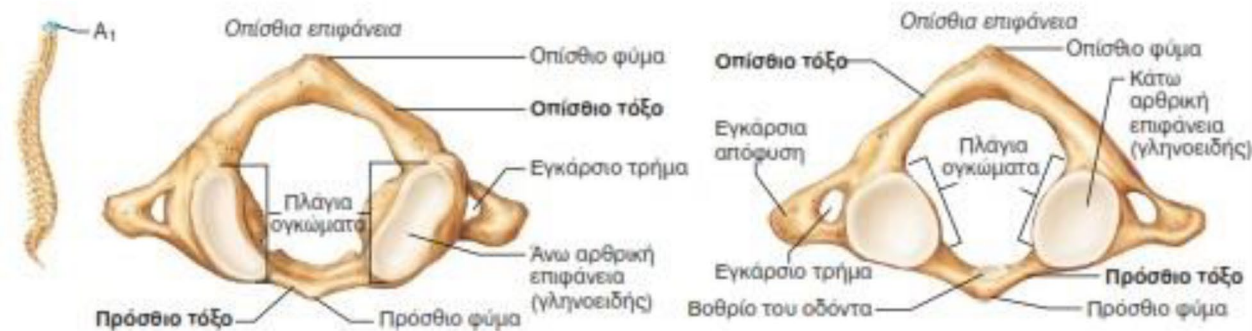 A₁
Οπίσθια επιφάνεια
Οπίσθιο φύμα
Οπίσθιο τόξο
Εγκάρσιο τρήμα
Πλάγια
ογκώματα
Άνω αρθρική
επιφάνεια
(γληνοειδής)
Πρόσθιο τόξο
Πρόσθιο φύμα
Οπίσθια επιφάνεια
Οπίσθιο φύμα
Οπίσθιο τόξο
Κάτω
αρθρική
επιφάνεια
(γληνοειδής)
Εγκάρσια
απόφυση
Πλάγια
ογκώματα
Εγκάρσιο τρήμα
Πρόσθιο τόξο
Βοθρίο του οδόντα
Πρόσθιο φύμα